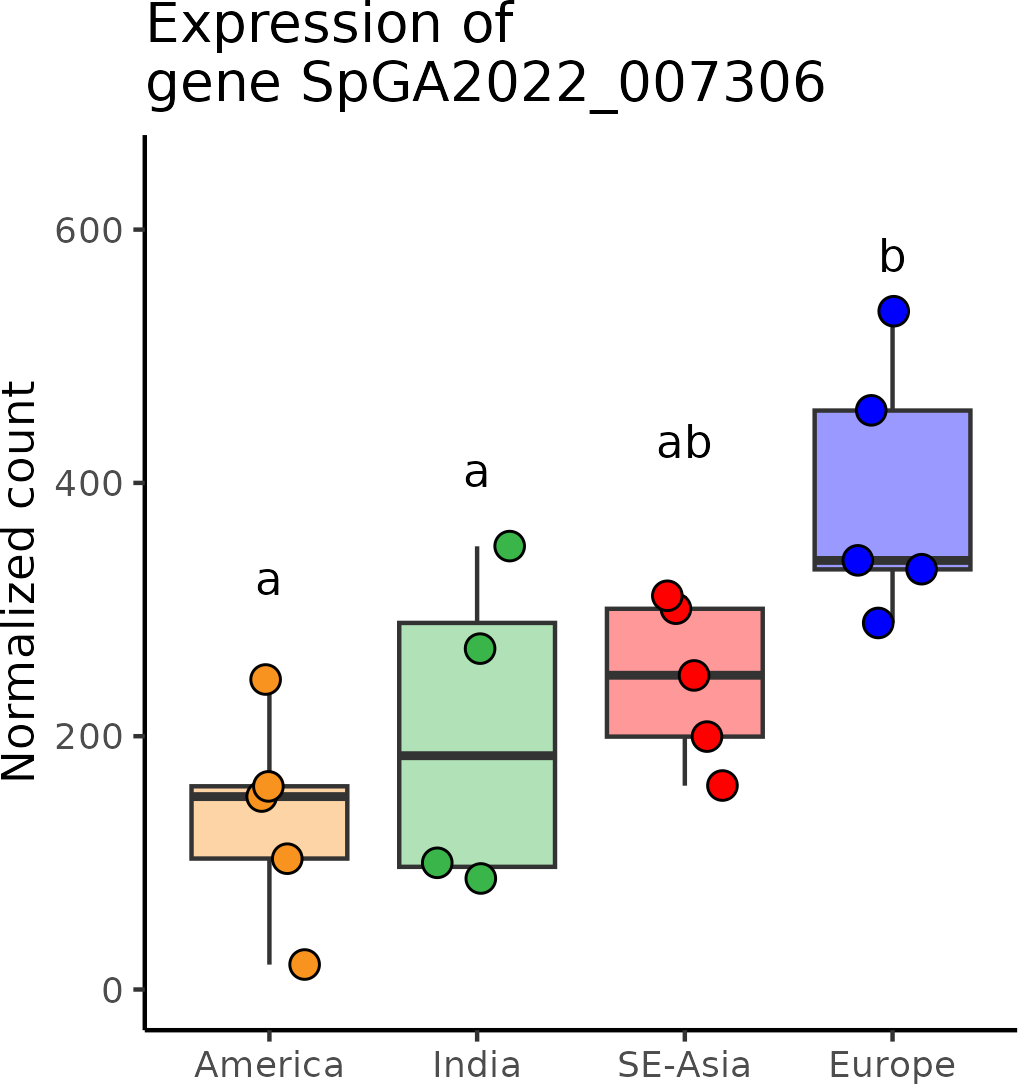 Expression of
gene SpGA2022_007306
Normalized count
600
400
200
0
a
a
ab
b
America
India
SE-Asia
Europe